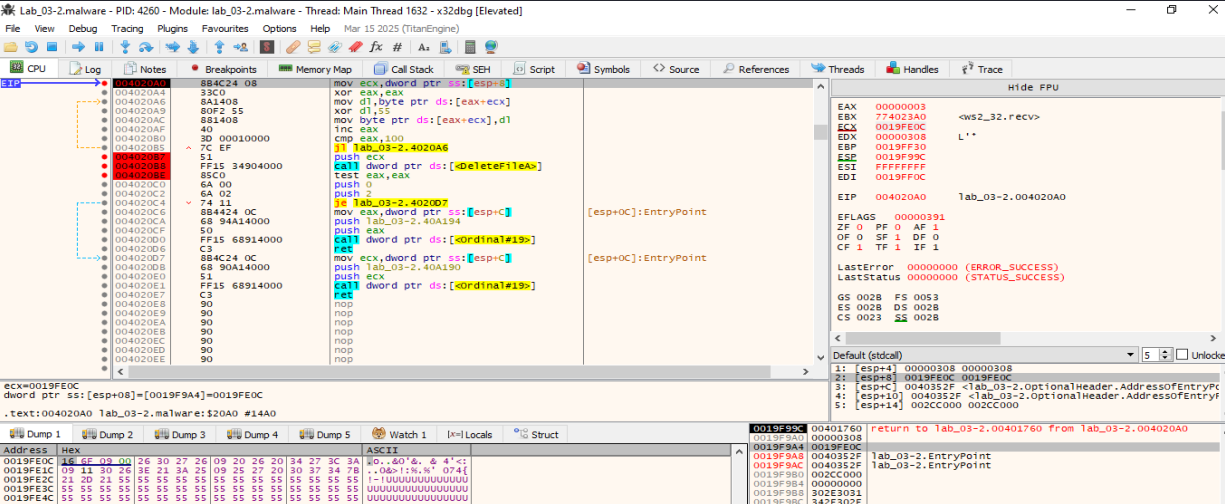 Lab_03-2.malware - PID: 4260 - Module: lab_03-2.malware - Thread: Main Thread 1632 - x32dbg [Elevated]
File View Debug Tracing Plugins Favourites Options Help Mar 15 2025 (TitanEngine)
CPU Log Notes Breakpoints Memory Map Call Stack SEH Script Symbols Source References Threads Handles Trace
EIP
004020A0 8B4C24 08 mov ecx,dword ptr ss:[esp+8]
004020A4 33C0 xor eax,eax
004020A6 8A1408 mov dl,byte ptr ds:[eax+ecx]
004020A9 80F2 55 xor dl,55
004020AC 881408 mov byte ptr ds:[eax+ecx],dl
004020AF 40 inc eax
004020B0 3D 00010000 cmp eax,100
004020B5 7C EF jl lab_03-2.4020A6
004020B7 51 push ecx
004020B8 FF15 34904000 call dword ptr ds:[<DeleteFileA>]
004020BE 85C0 test eax,eax
004020C0 6A 00 push 0
004020C2 6A 02 push 2
004020C4 74 11 je lab_03-2.4020D7
004020C6 8B4424 0C mov eax,dword ptr ss:[esp+C] [esp+0C]:EntryPoint
004020CA 68 94A14000 push lab_03-2.40A194
004020CF 50 push eax
004020D0 FF15 68914000 call dword ptr ds:[<Ordinal#19>]
004020D6 C3 ret
004020D7 8B4C24 0C mov ecx,dword ptr ss:[esp+C] [esp+0C]:EntryPoint
004020DB 68 90A14000 push lab_03-2.40A190
004020E0 51 push ecx
004020E1 FF15 68914000 call dword ptr ds:[<Ordinal#19>]
004020E7 C3 ret
004020E8 90 nop
004020E9 90 nop
004020EA 90 nop
004020EB 90 nop
004020EC 90 nop
004020ED 90 nop
004020EE 90 nop
Hide FPU
EAX 00000003
EBX 774023A0 <ws2_32.recv>
ECX 0019FE0C
EDX 00000308 L'̈'
EBP 0019FF30
ESP 0019F99C
ESI FFFFFFFF
EDI 0019FF0C
EIP 004020A0 lab_03-2.004020A0
EFLAGS 00000391
ZF 0 PF 0 AF 1
OF 0 SF 1 DF 0
CF 1 TF 1 IF 1
LastError 00000000 (ERROR_SUCCESS)
LastStatus 00000000 (STATUS_SUCCESS)
GS 002B FS 0053
ES 002B DS 002B
CS 0023 SS 002B
Default (stdcall) 5 Unlocke
1: [esp+4] 00000308 00000308
2: [esp+8] 0019FE0C 0019FE0C
3: [esp+C] 0040352F <lab_03-2.OptionalHeader.AddressOfEntryPo
4: [esp+10] 0040352F <lab_03-2.OptionalHeader.AddressOfEntryP
5: [esp+14] 002CC000 002CC000
ecx=0019FE0C
dword ptr ss:[esp+08]=[0019F9A4]=0019FE0C
.text:004020A0 lab_03-2.malware:$20A0 #14A0
Dump 1 Dump 2 Dump 3 Dump 4 Dump 5 Watch 1 [x=] Locals Struct
Address Hex ASCII
0019FE0C 16 6F 09 00 26 30 27 26 09 20 26 20 34 27 3C 3A .o..&0'&. & 4'<:
0019FE1C 09 11 30 26 3E 21 3A 25 09 25 27 20 30 37 34 7B ..0&>!:%.%' 074{
0019FE2C 21 2D 21 55 55 55 55 55 55 55 55 55 55 55 55 55 !-!UUUUUUUUUUUUU
0019FE3C 55 55 55 55 55 55 55 55 55 55 55 55 55 55 55 55 UUUUUUUUUUUUUUUU
0019FE4C 55 55 55 55 55 55 55 55 55 55 55 55 55 55 55 55 UUUUUUUUUUUUUUUU
0019F99C 00401760 return to lab_03-2.00401760 from lab_03-2.004020A0
0019F9A0 00000308
0019F9A4 0019FE0C
0019F9A8 0040352F lab_03-2.EntryPoint
0019F9AC 0040352F lab_03-2.EntryPoint
0019F9B0 002CC000
0019F9B4 00000000
0019F9B8 302E3031
0019F9BC 342E302F